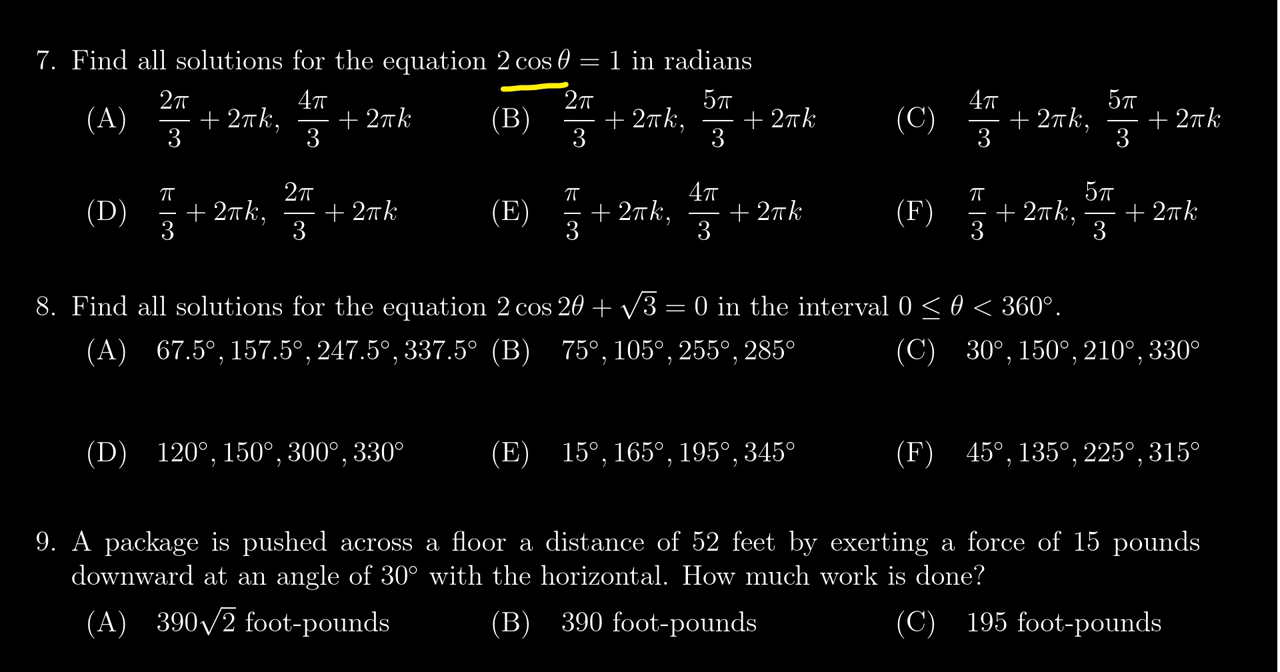 7. Find all solutions for the equation 2 cos θ = 1 in radians
(A) 2π/3 + 2πk, 4π/3 + 2πk (B) 2π/3 + 2πk, 5π/3 + 2πk (C) 4π/3 + 2πk, 5π/3 + 2πk
(D) π/3 + 2πk, 2π/3 + 2πk (E) π/3 + 2πk, 4π/3 + 2πk (F) π/3 + 2πk, 5π/3 + 2πk
8. Find all solutions for the equation 2 cos 2θ + √3 = 0 in the interval 0 ≤ θ < 360°.
(A) 67.5°, 157.5°, 247.5°, 337.5° (B) 75°, 105°, 255°, 285° (C) 30°, 150°, 210°, 330°
(D) 120°, 150°, 300°, 330° (E) 15°, 165°, 195°, 345° (F) 45°, 135°, 225°, 315°
9. A package is pushed across a floor a distance of 52 feet by exerting a force of 15 pounds
downward at an angle of 30° with the horizontal. How much work is done?
(A) 390√2 foot-pounds (B) 390 foot-pounds (C) 195 foot-pounds